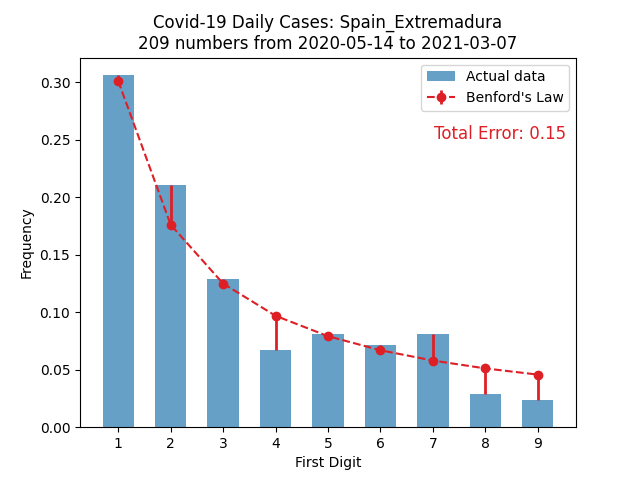 Covid-19 Daily Cases: Spain_Extremadura
209 numbers from 2020-05-14 to 2021-03-07
Actual data
Benford's Law
Total Error: 0.15
Frequency
0.30
0.25
0.20
0.15
0.10
0.05
0.00
1 2 3 4 5 6 7 8 9
First Digit